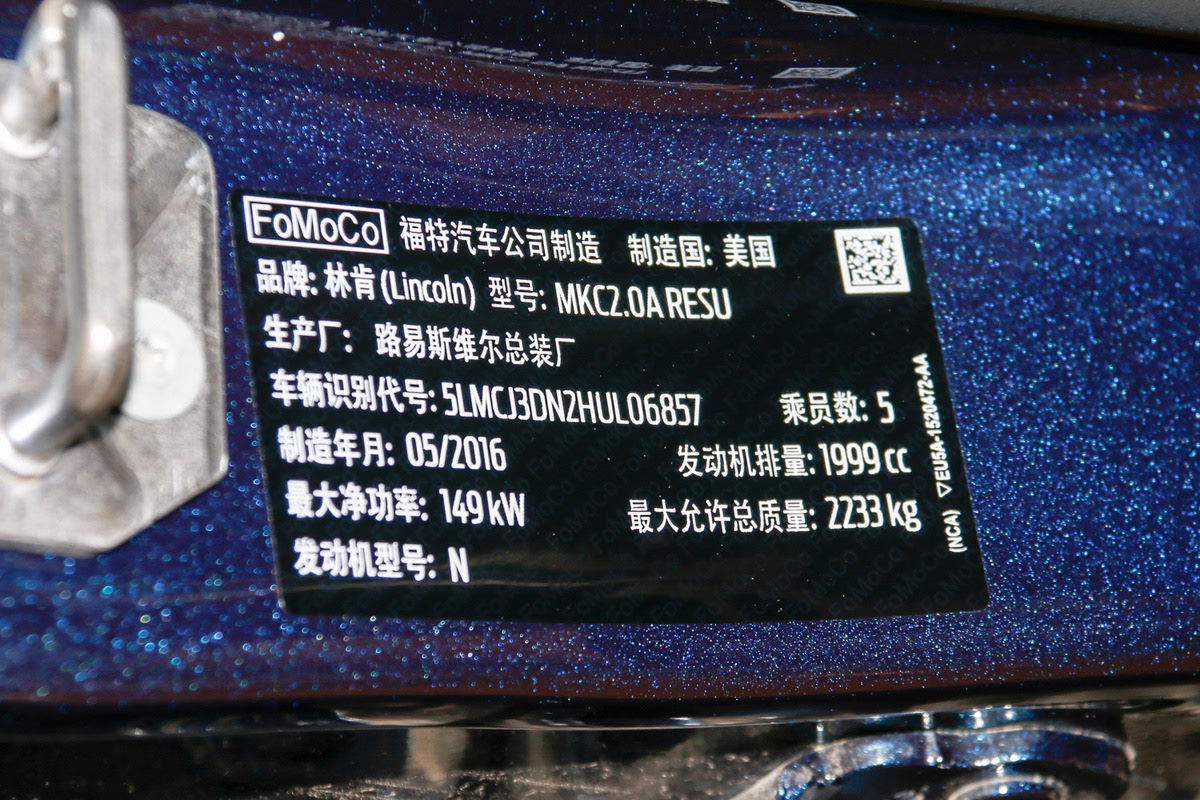 FoMoCo 福特汽车公司制造 制造国: 美国
品牌: 林肯 (Lincoln) 型号: MKC2.0A RESU
生产厂: 路易斯维尔总装厂
车辆识别代号: 5LMCJ3DN2HUL06857 乘员数: 5
制造年月: 05/2016 发动机排量: 1999 cc
最大净功率: 149 kW 最大允许总质量: 2233 kg
发动机型号: N
(NCA) ▽EU5A-1520472-AA